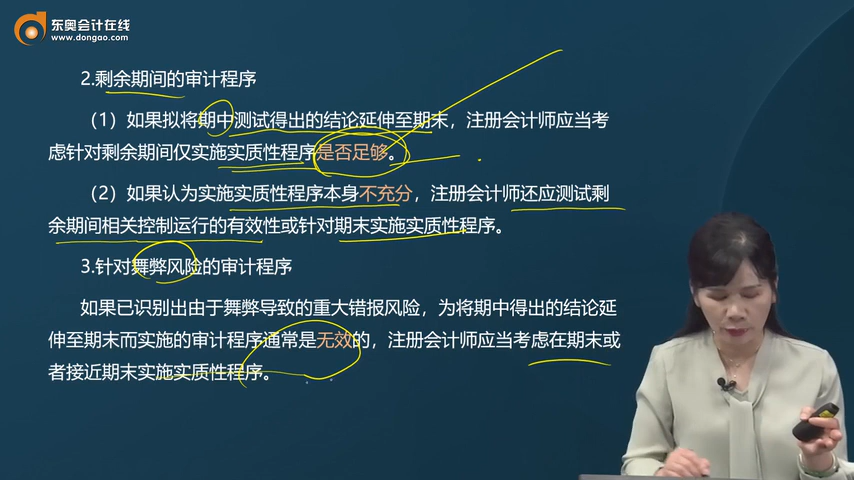 东奥会计在线
www.dongao.com
2.剩余期间的审计程序
（1）如果拟将期中测试得出的结论延伸至期末，注册会计师应当考
虑针对剩余期间仅实施实质性程序是否足够。
（2）如果认为实施实质性程序本身不充分，注册会计师还应测试剩
余期间相关控制运行的有效性或针对期末实施实质性程序。
3.针对舞弊风险的审计程序
如果已识别出由于舞弊导致的重大错报风险，为将期中得出的结论延
伸至期末而实施的审计程序通常是无效的，注册会计师应当考虑在期末或
者接近期末实施实质性程序。